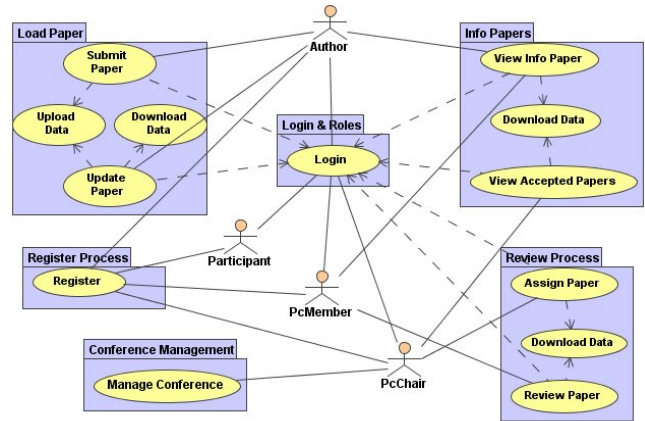 Load Paper
Submit
Paper
Upload
Data
Download
Data
Update
Paper
Author
Info Papers
View Info Paper
Download Data
View Accepted Papers
Login & Roles
Login
Participant
Register Process
Register
PcMember
Review Process
Assign Paper
Download Data
Review Paper
PcChair
Conference Management
Manage Conference